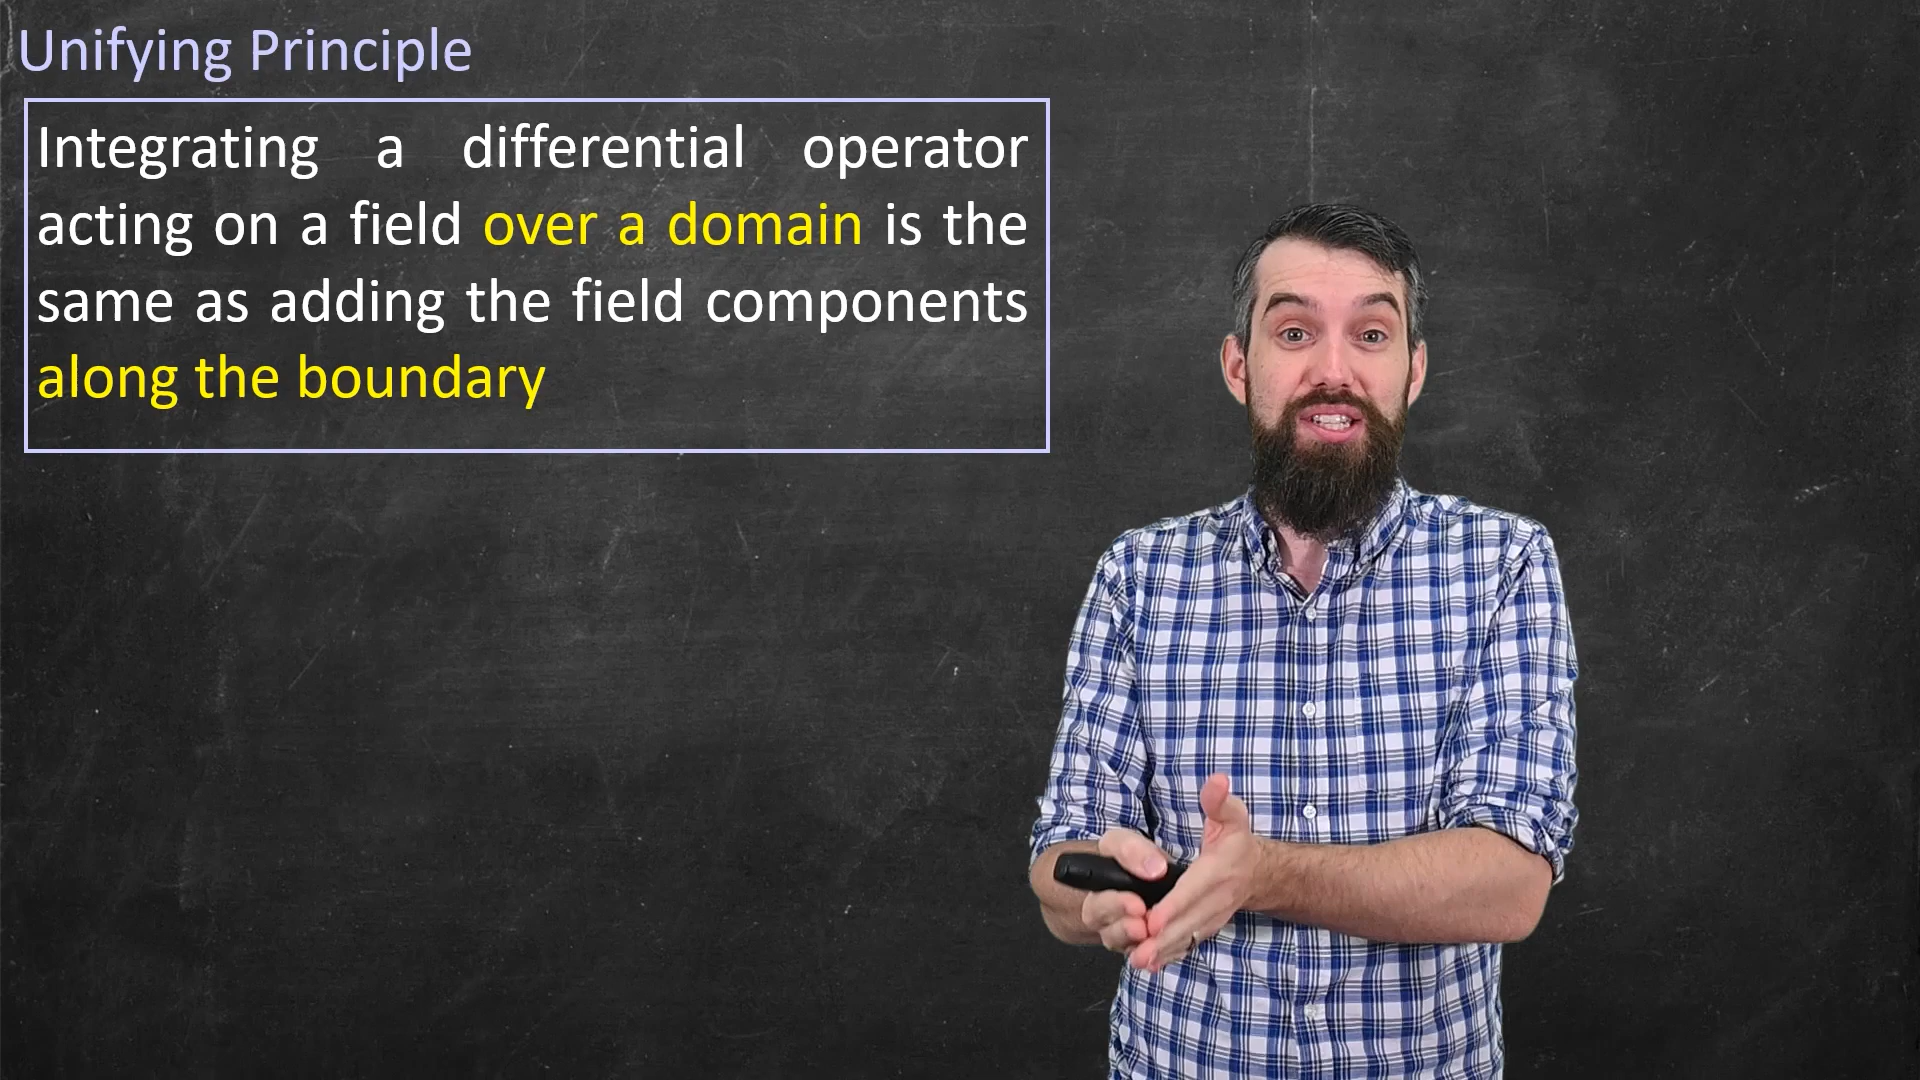 Unifying Principle
Integrating a differential operator
acting on a field over a domain is the
same as adding the field components
along the boundary